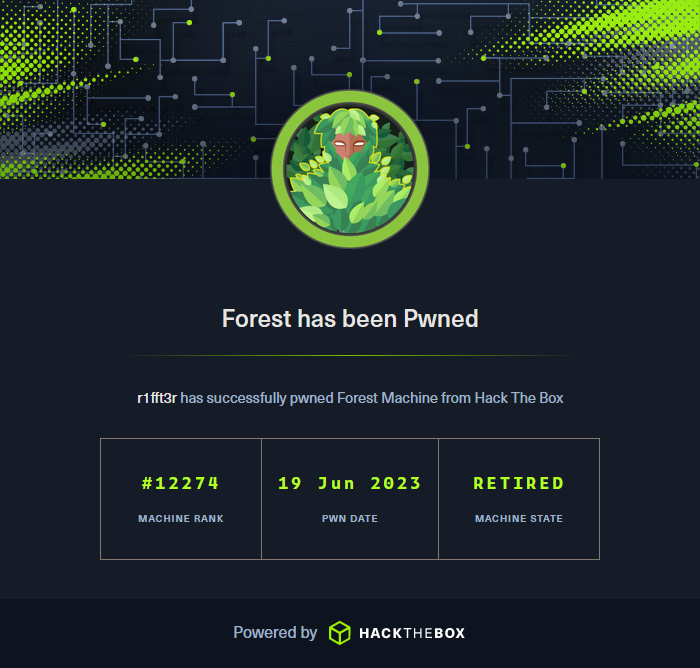 Forest has been Pwned
r1fft3r has successfully pwned Forest Machine from Hack The Box
#12274 19 Jun 2023 RETIRED
MACHINE RANK PWN DATE MACHINE STATE
Powered by HACKTHEBOX